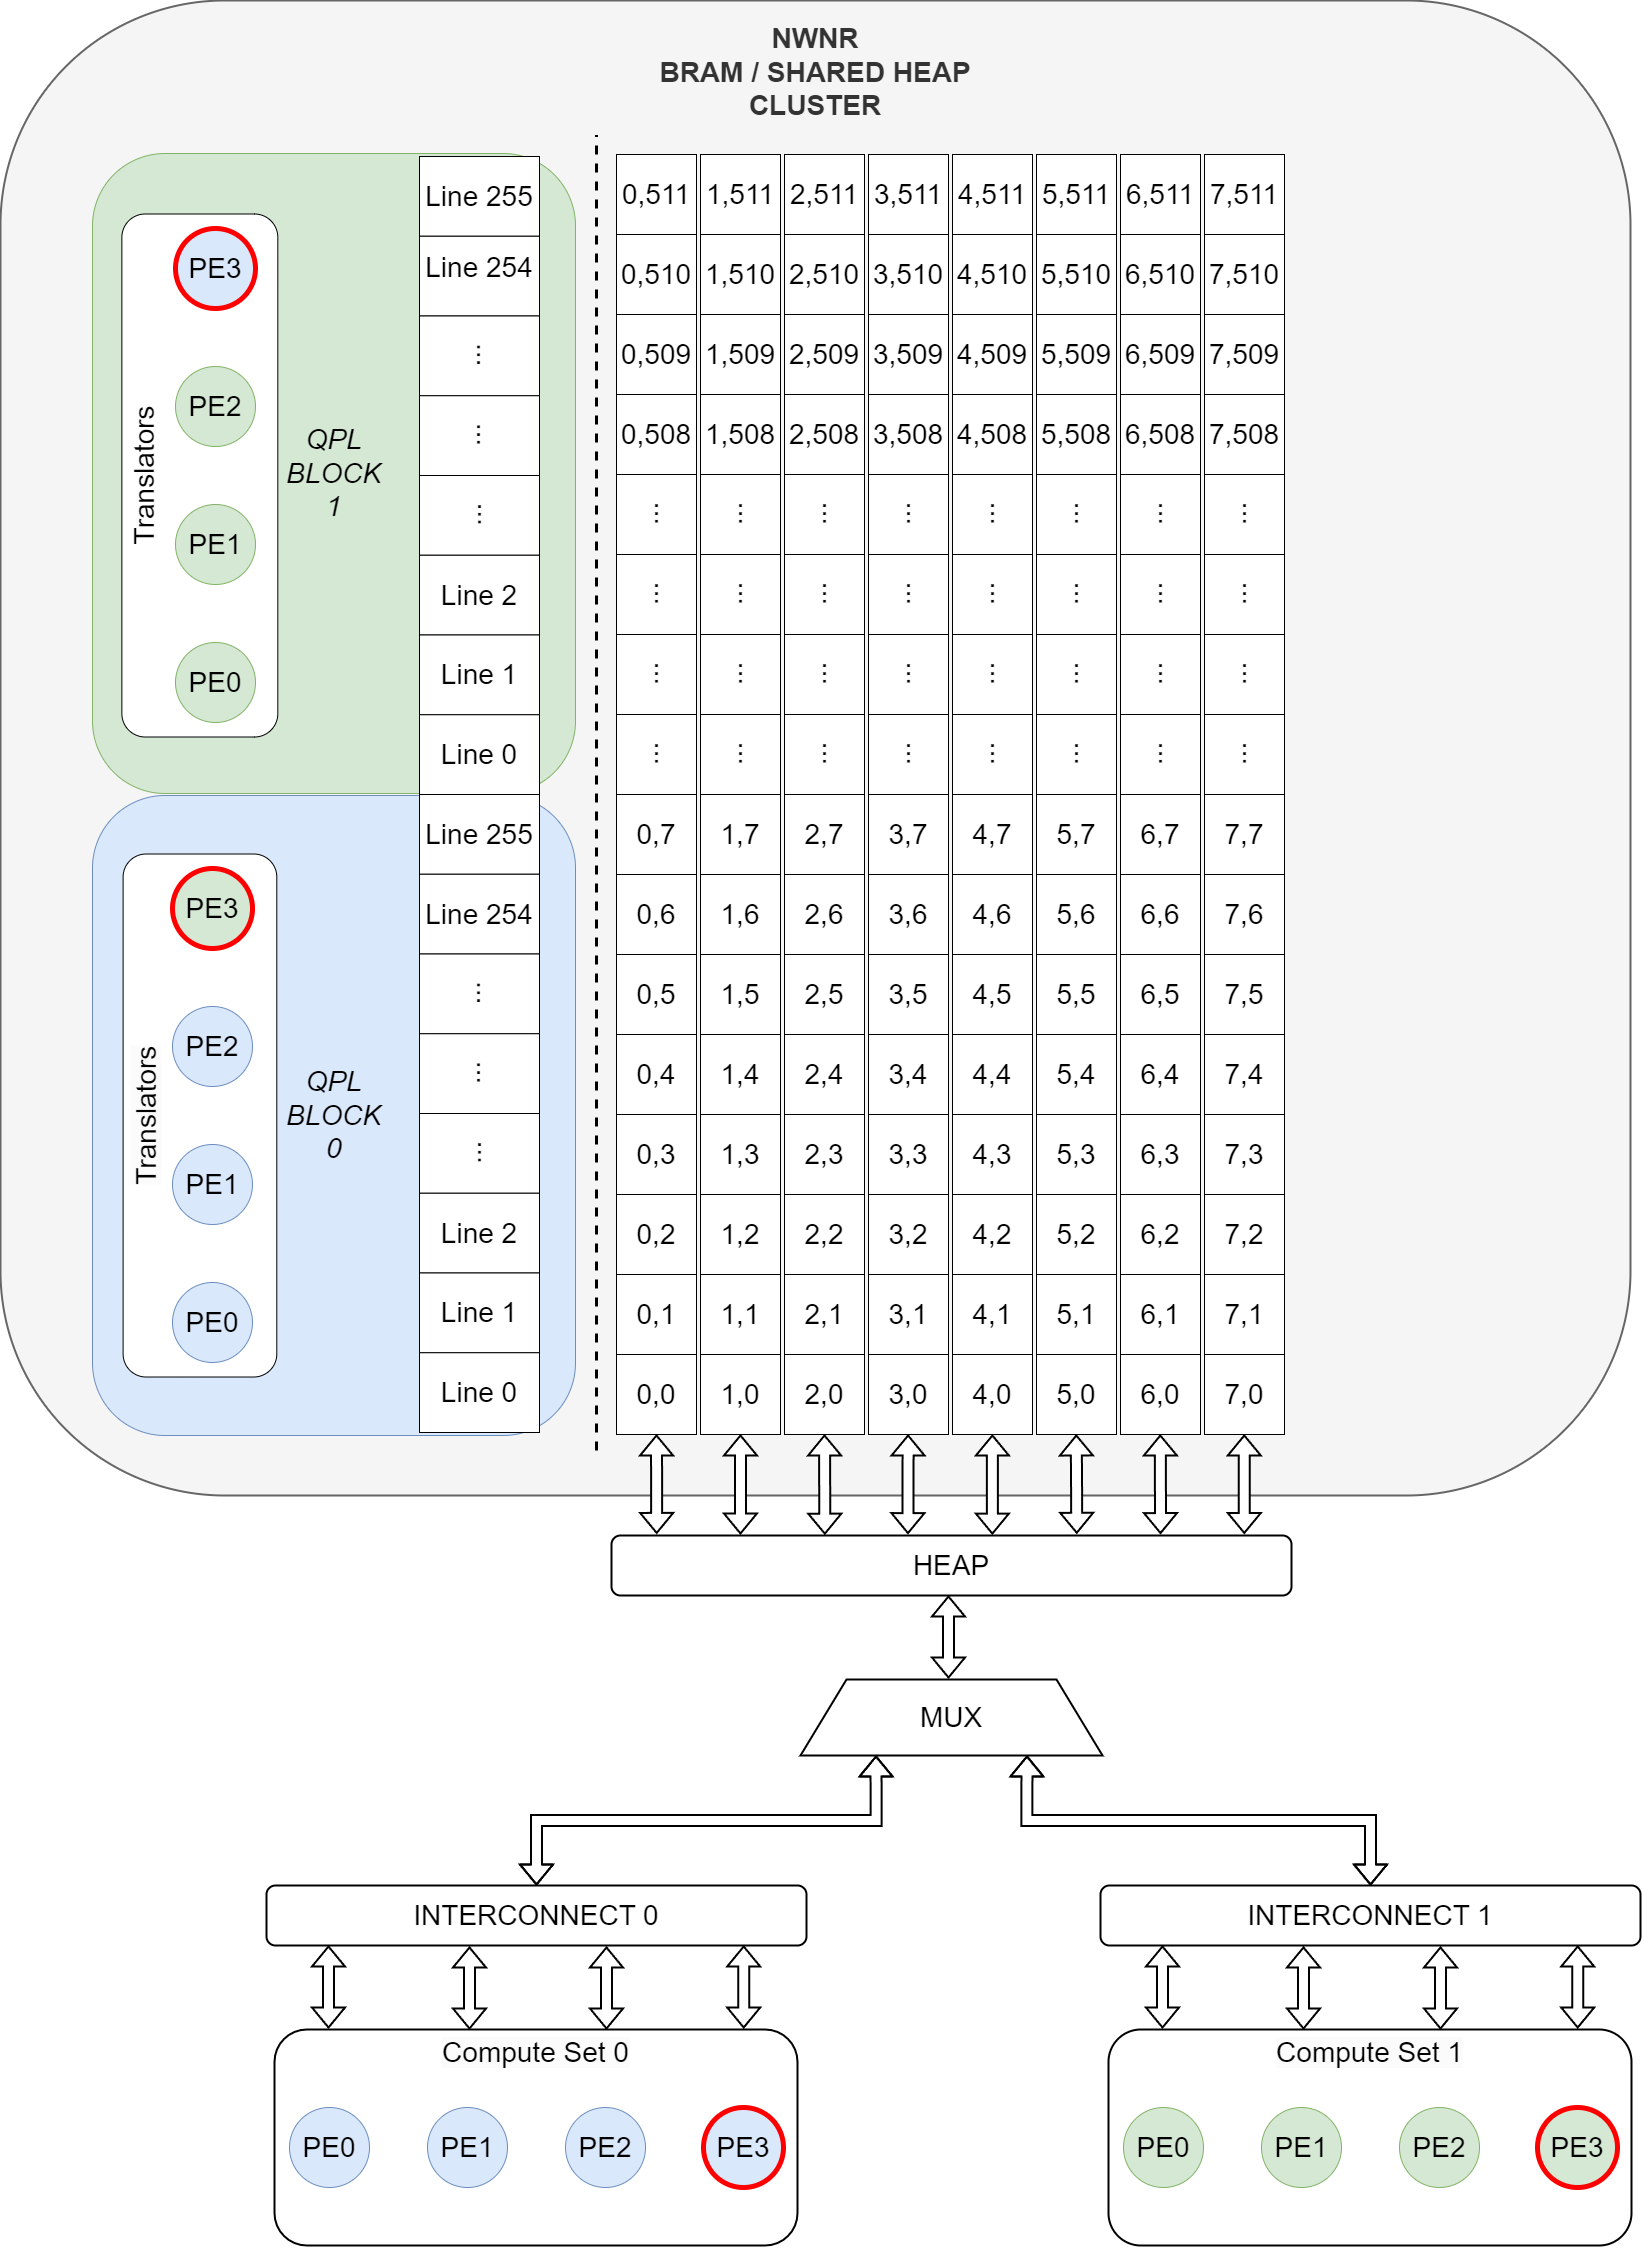 NWNR
BRAM / SHARED HEAP
CLUSTER
Translators
PE3
PE2
PE1
PE0
QPL
BLOCK
1
Line 255
Line 254
⋮
⋮
⋮
Line 2
Line 1
Line 0
Translators
PE3
PE2
PE1
PE0
QPL
BLOCK
0
Line 255
Line 254
⋮
⋮
⋮
Line 2
Line 1
Line 0
0,511 1,511 2,511 3,511 4,511 5,511 6,511 7,511
0,510 1,510 2,510 3,510 4,510 5,510 6,510 7,510
0,509 1,509 2,509 3,509 4,509 5,509 6,509 7,509
0,508 1,508 2,508 3,508 4,508 5,508 6,508 7,508
⋮ ⋮ ⋮ ⋮ ⋮ ⋮ ⋮ ⋮
⋮ ⋮ ⋮ ⋮ ⋮ ⋮ ⋮ ⋮
⋮ ⋮ ⋮ ⋮ ⋮ ⋮ ⋮ ⋮
⋮ ⋮ ⋮ ⋮ ⋮ ⋮ ⋮ ⋮
0,7 1,7 2,7 3,7 4,7 5,7 6,7 7,7
0,6 1,6 2,6 3,6 4,6 5,6 6,6 7,6
0,5 1,5 2,5 3,5 4,5 5,5 6,5 7,5
0,4 1,4 2,4 3,4 4,4 5,4 6,4 7,4
0,3 1,3 2,3 3,3 4,3 5,3 6,3 7,3
0,2 1,2 2,2 3,2 4,2 5,2 6,2 7,2
0,1 1,1 2,1 3,1 4,1 5,1 6,1 7,1
0,0 1,0 2,0 3,0 4,0 5,0 6,0 7,0
HEAP
MUX
INTERCONNECT 0
INTERCONNECT 1
Compute Set 0
PE0 PE1 PE2 PE3
Compute Set 1
PE0 PE1 PE2 PE3